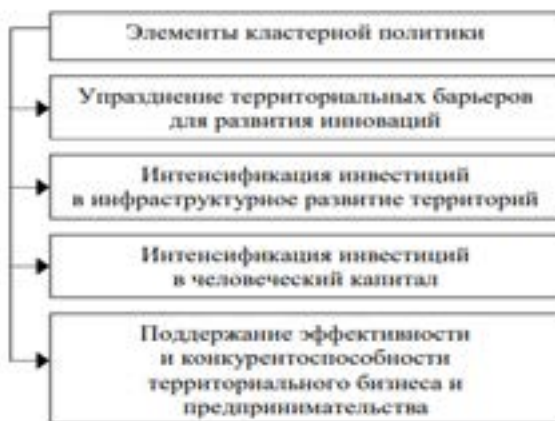 Элементы кластерной политики
Упразднение территориальных барьеров
для развития инноваций
Интенсификация инвестиций
в инфраструктурное развитие территорий
Интенсификация инвестиций
в человеческий капитал
Поддержание эффективности
и конкурентоспособности
территориального бизнеса и
предпринимательства